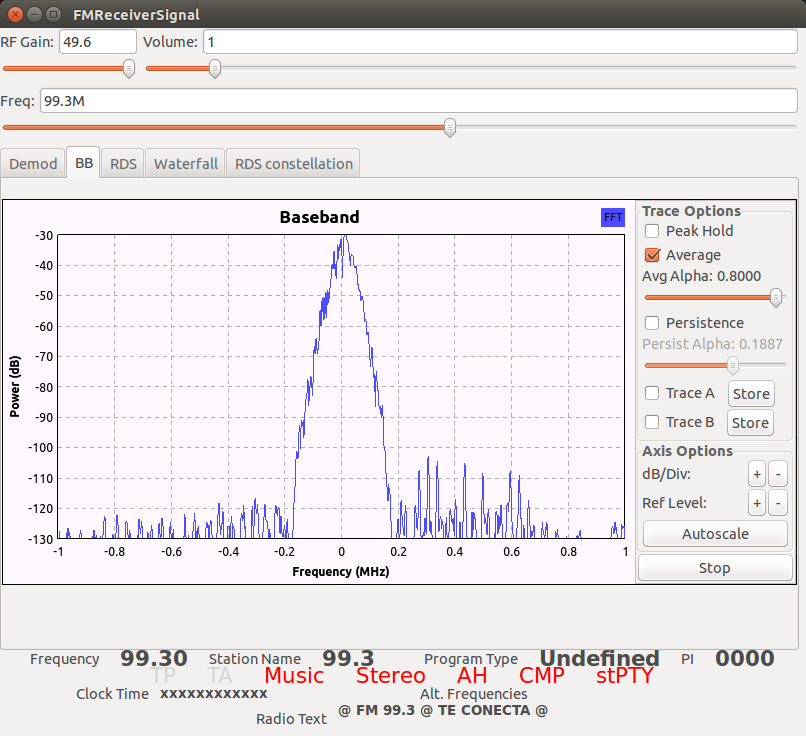 FMReceiverSignal
RF Gain: 49.6 Volume: 1
Freq: 99.3M
Demod BB RDS Waterfall RDS constellation
Baseband
FFT
Power (dB)
-30
-40
-50
-60
-70
-80
-90
-100
-110
-120
-130
-1 -0.8 -0.6 -0.4 -0.2 0 0.2 0.4 0.6 0.8 1
Frequency (MHz)
Trace Options
Peak Hold
Average
Avg Alpha: 0.8000
Persistence
Persist Alpha: 0.1887
Trace A Store
Trace B Store
Axis Options
dB/Div: + -
Ref Level: + -
Autoscale
Stop
Frequency 99.30 Station Name 99.3 Program Type Undefined PI 0000
TP TA Music Stereo AH CMP stPTY
Clock Time xxxxxxxxxxxx Alt. Frequencies
Radio Text @ FM 99.3 @ TE CONECTA @